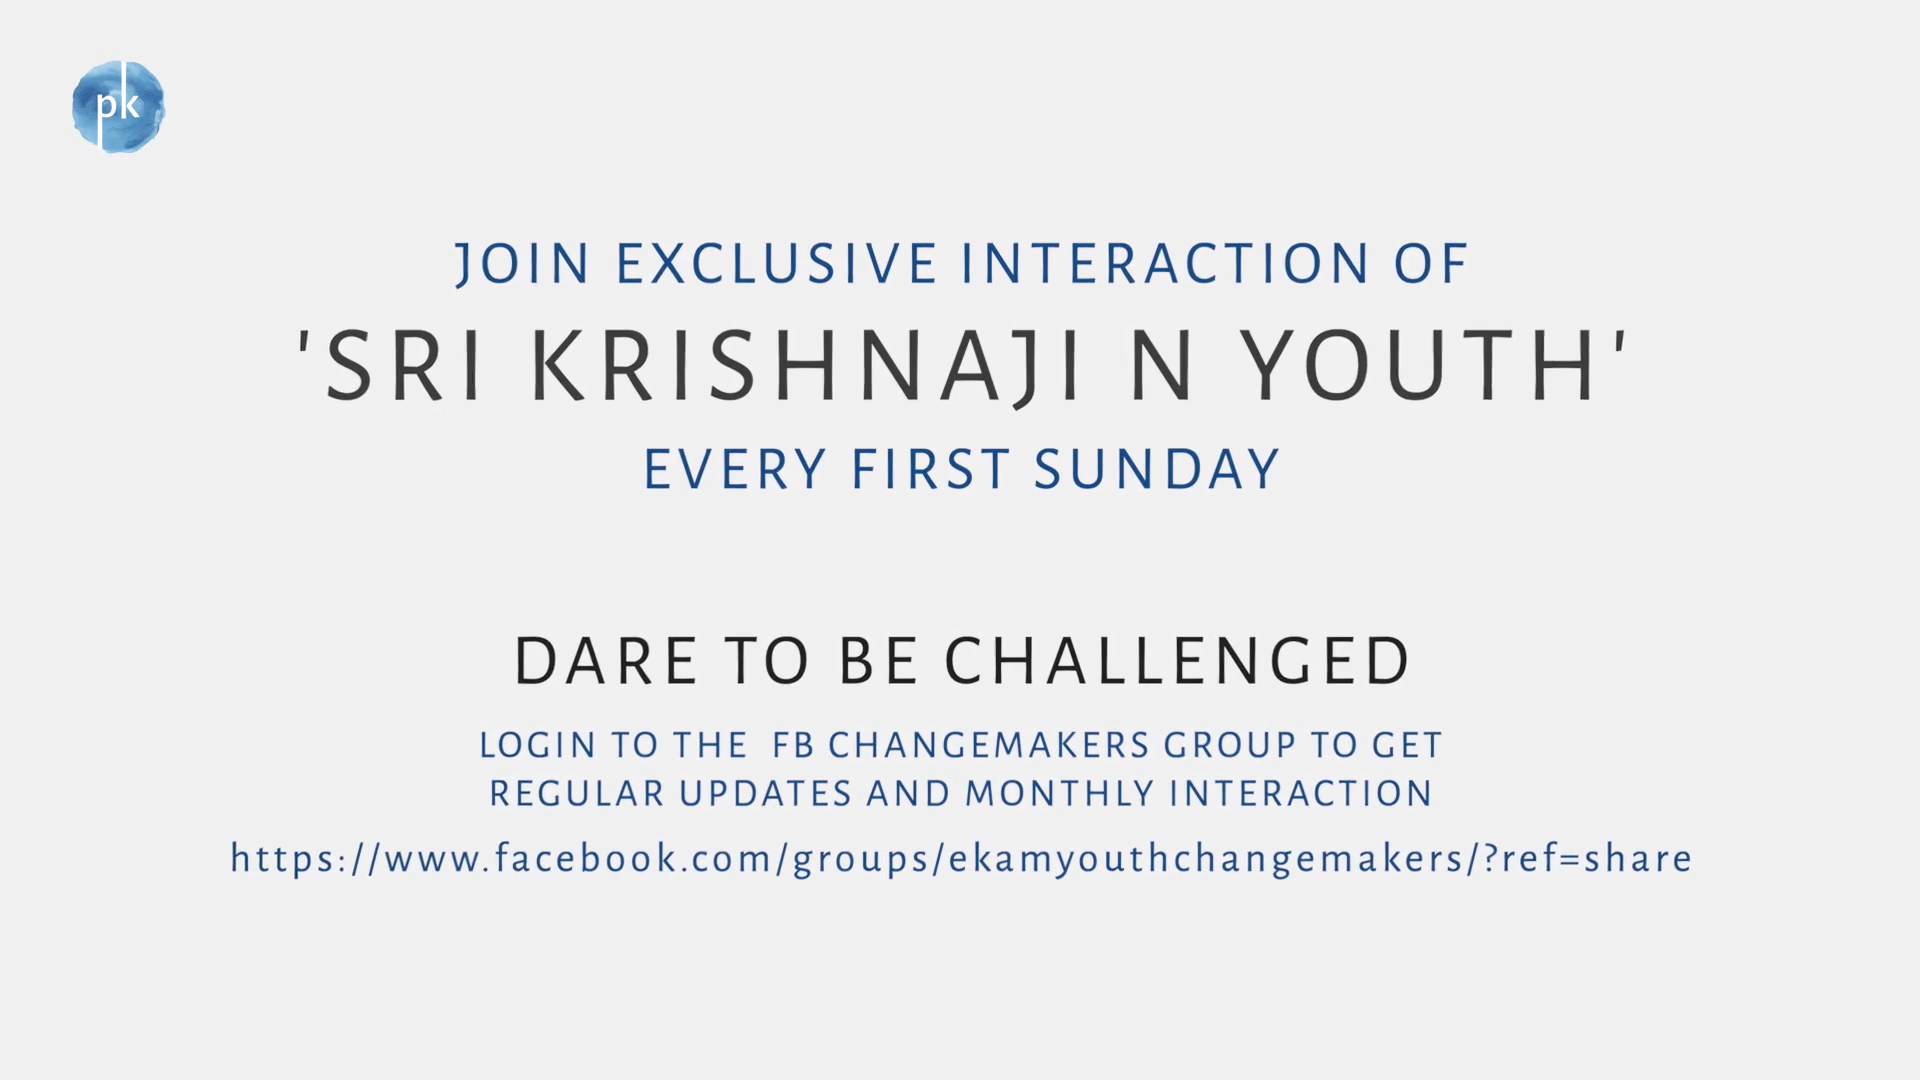 pk
JOIN EXCLUSIVE INTERACTION OF
'SRI KRISHNAJI N YOUTH'
EVERY FIRST SUNDAY
DARE TO BE CHALLENGED
LOGIN TO THE FB CHANGEMAKERS GROUP TO GET
REGULAR UPDATES AND MONTHLY INTERACTION
https://www.facebook.com/groups/ekamyouthchangemakers/?ref=share